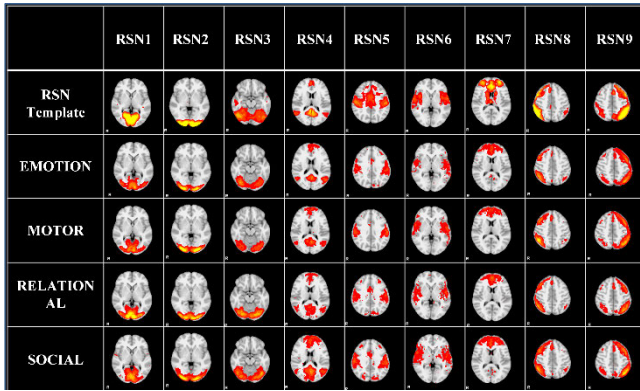 RSN1 RSN2 RSN3 RSN4 RSN5 RSN6 RSN7 RSN8 RSN9
RSN
Template
EMOTION
MOTOR
RELATION
AL
SOCIAL